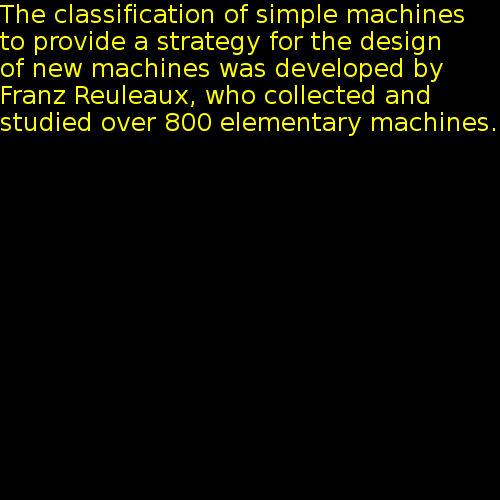 The classification of simple machines
to provide a strategy for the design
of new machines was developed by
Franz Reuleaux, who collected and
studied over 800 elementary machines.